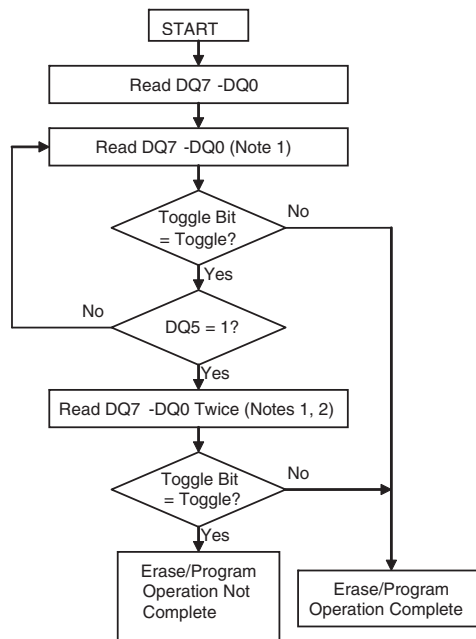 START
Read DQ7 -DQ0
Read DQ7 -DQ0 (Note 1)
Toggle Bit
= Toggle?
No
Yes
No
DQ5 = 1?
Yes
Read DQ7 -DQ0 Twice (Notes 1, 2)
Toggle Bit
= Toggle?
No
Yes
Erase/Program
Operation Not
Complete
Erase/Program
Operation Complete